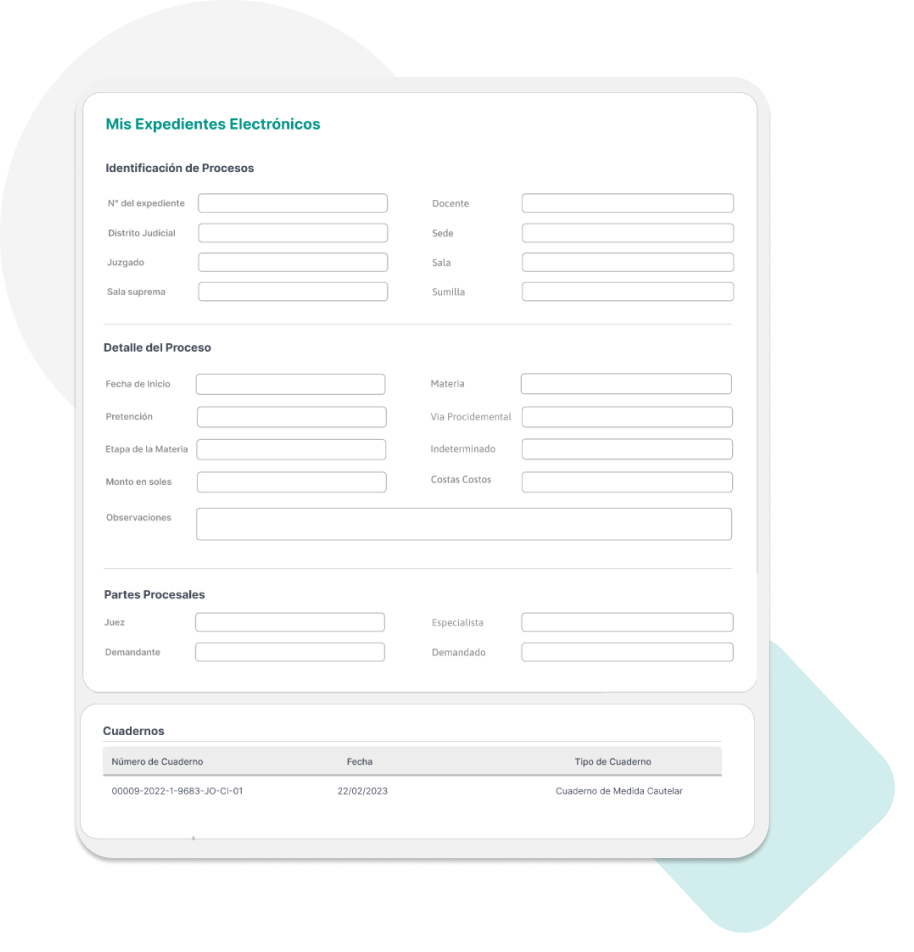 Mis Expedientes Electrónicos
Identificación de Procesos
N° del expediente Docente
Distrito Judicial Sede
Juzgado Sala
Sala suprema Sumilla
Detalle del Proceso
Fecha de Inicio Materia
Pretención Via Procidemental
Etapa de la Materia Indeterminado
Monto en soles Costas Costos
Observaciones
Partes Procesales
Juez Especialista
Demandante Demandado
Cuadernos
Número de Cuaderno Fecha Tipo de Cuaderno
00009-2022-1-9683-JO-CI-01 22/02/2023 Cuaderno de Medida Cautelar